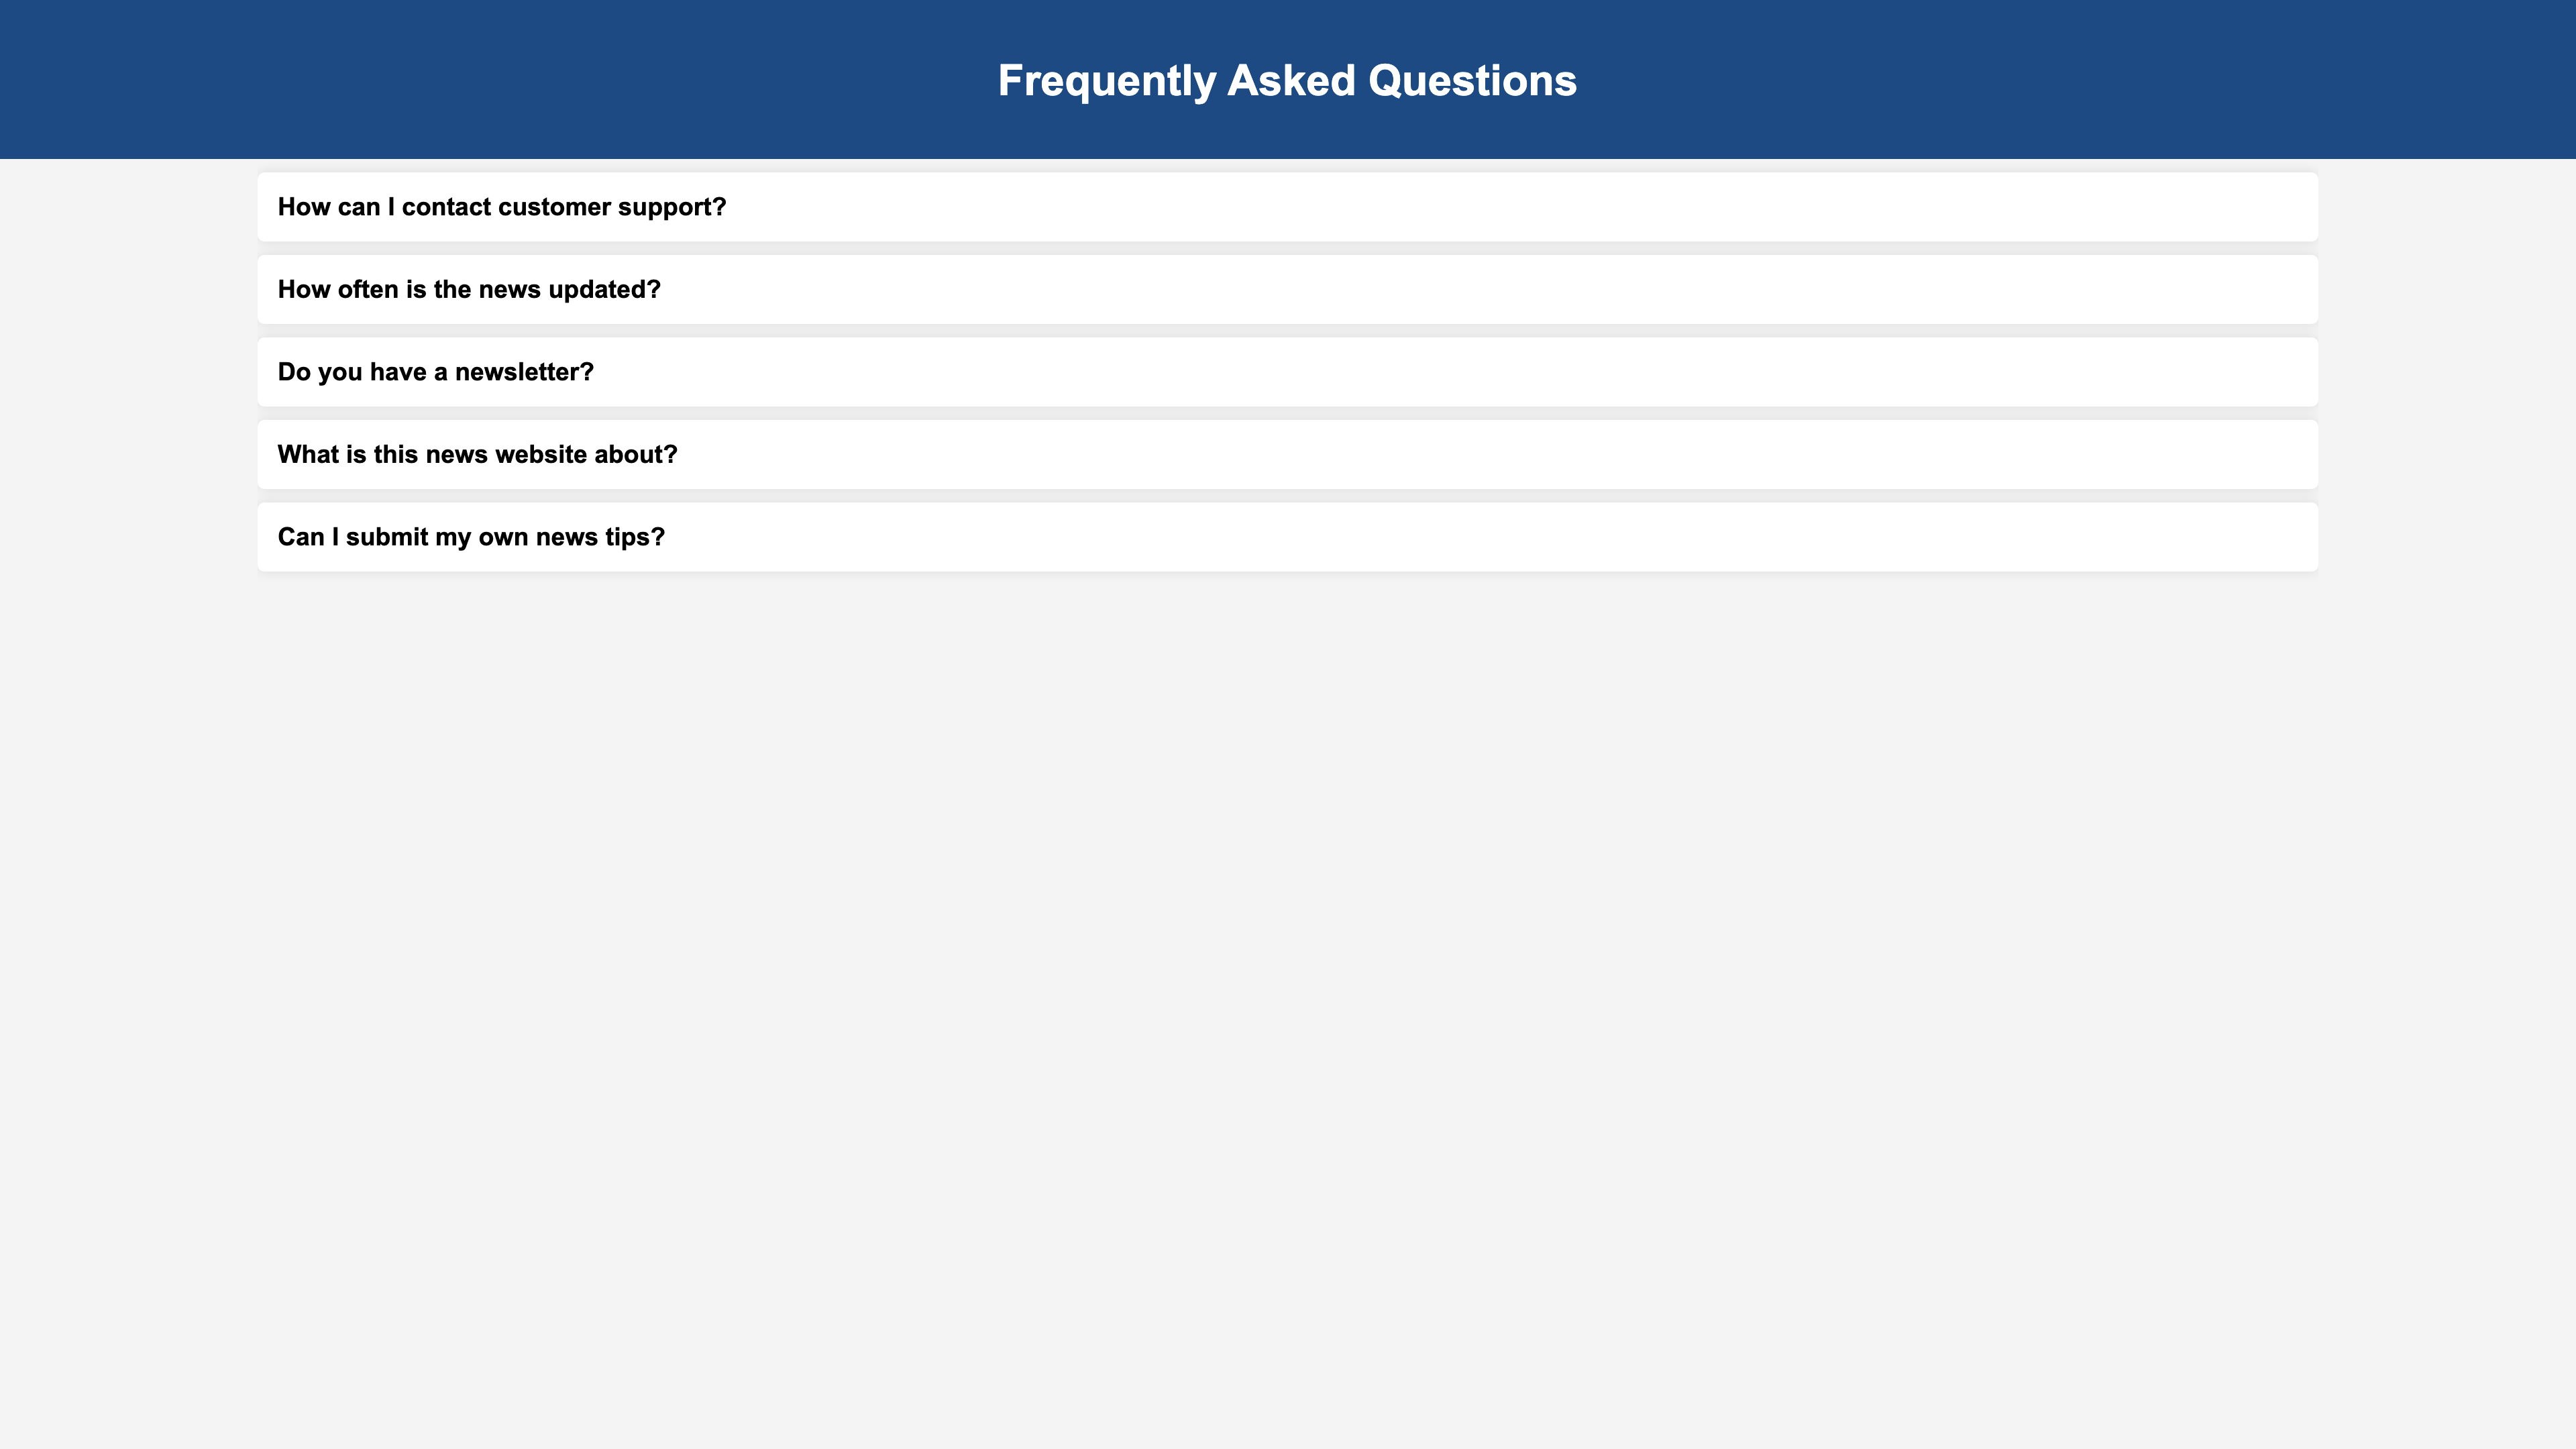 Frequently Asked Questions
How can I contact customer support?
How often is the news updated?
Do you have a newsletter?
What is this news website about?
Can I submit my own news tips?